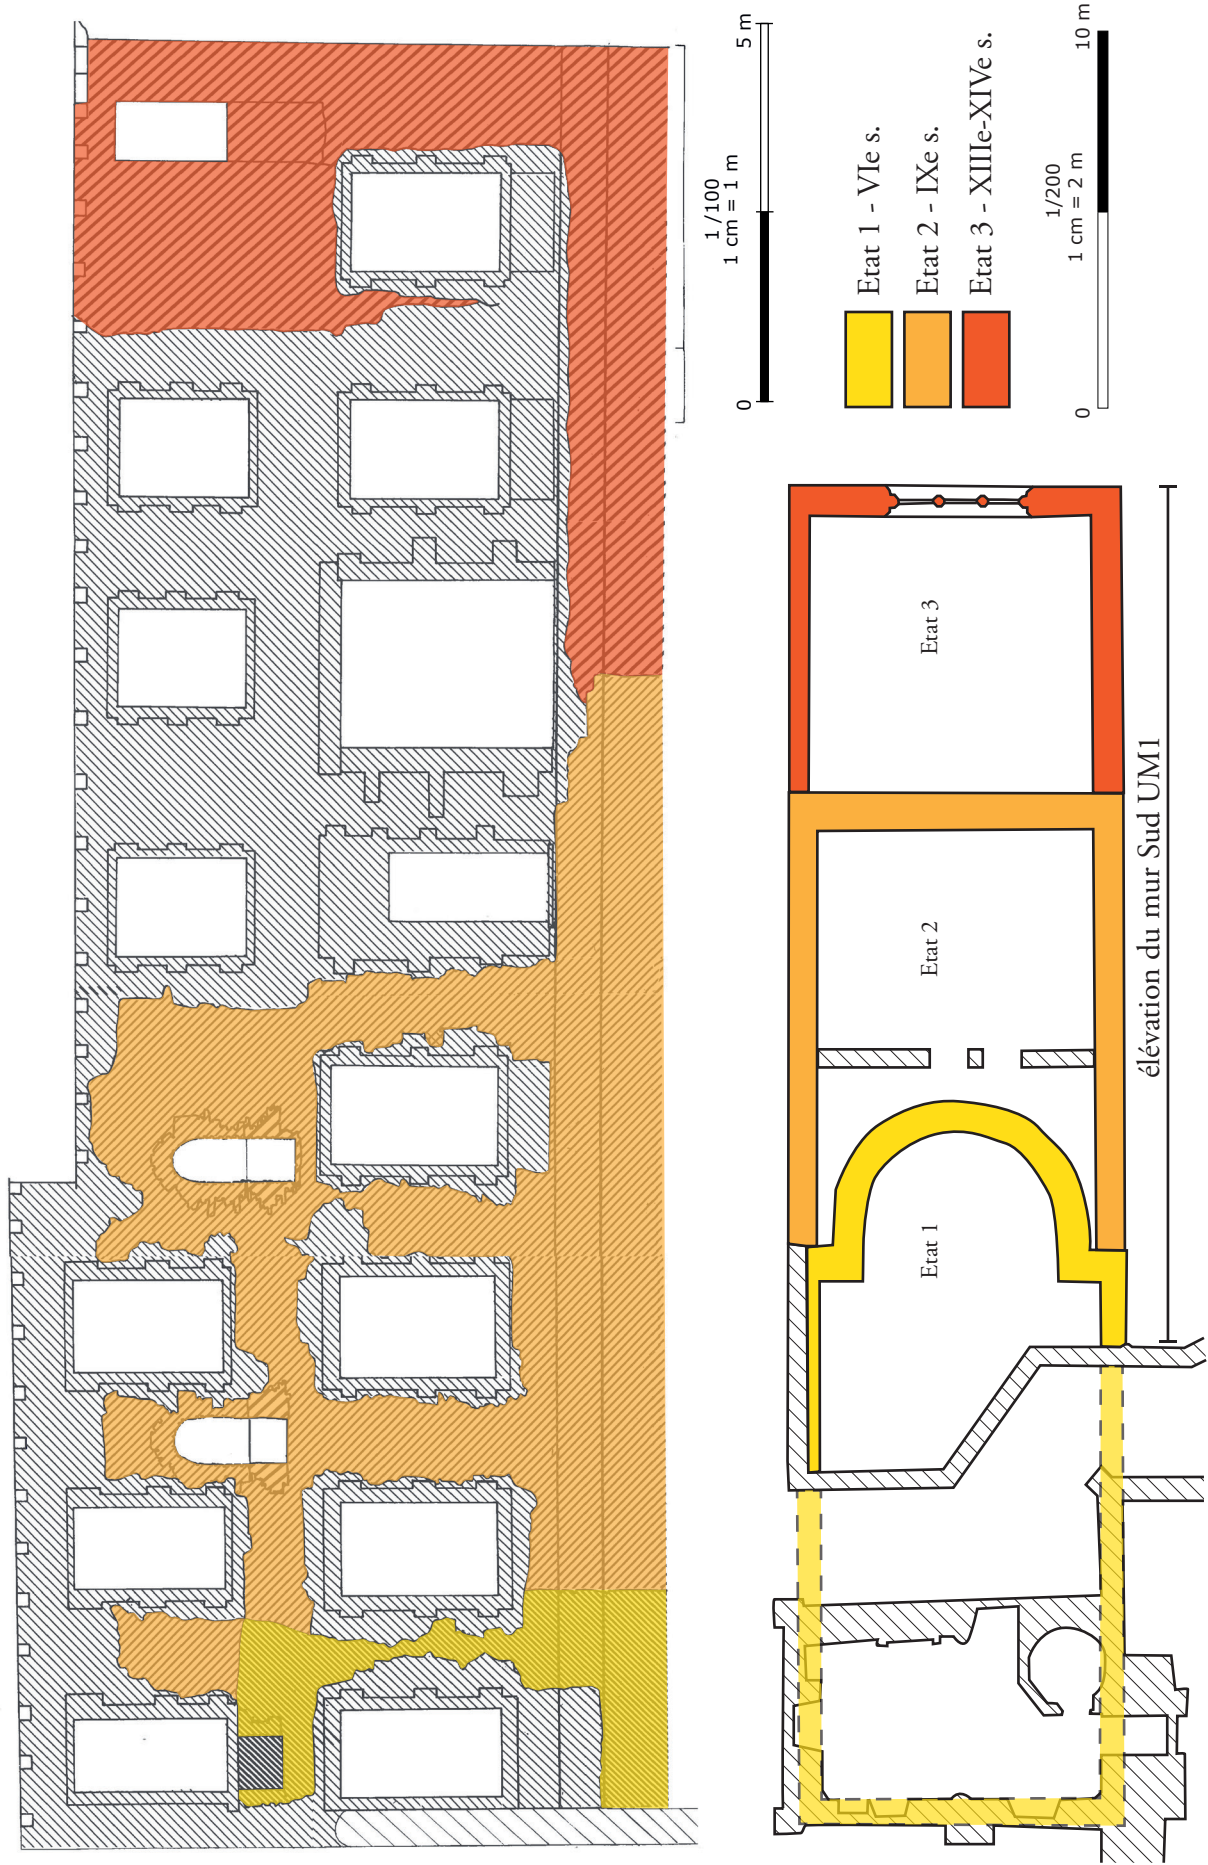 0
5 m
1 /100
1 cm = 1 m
Etat 1 - VIe s.
Etat 2 - IXe s.
Etat 3 - XIIIe-XIVe s.
0
10 m
1/200
1 cm = 2 m
Etat 1
Etat 2
Etat 3
élévation du mur Sud UM1